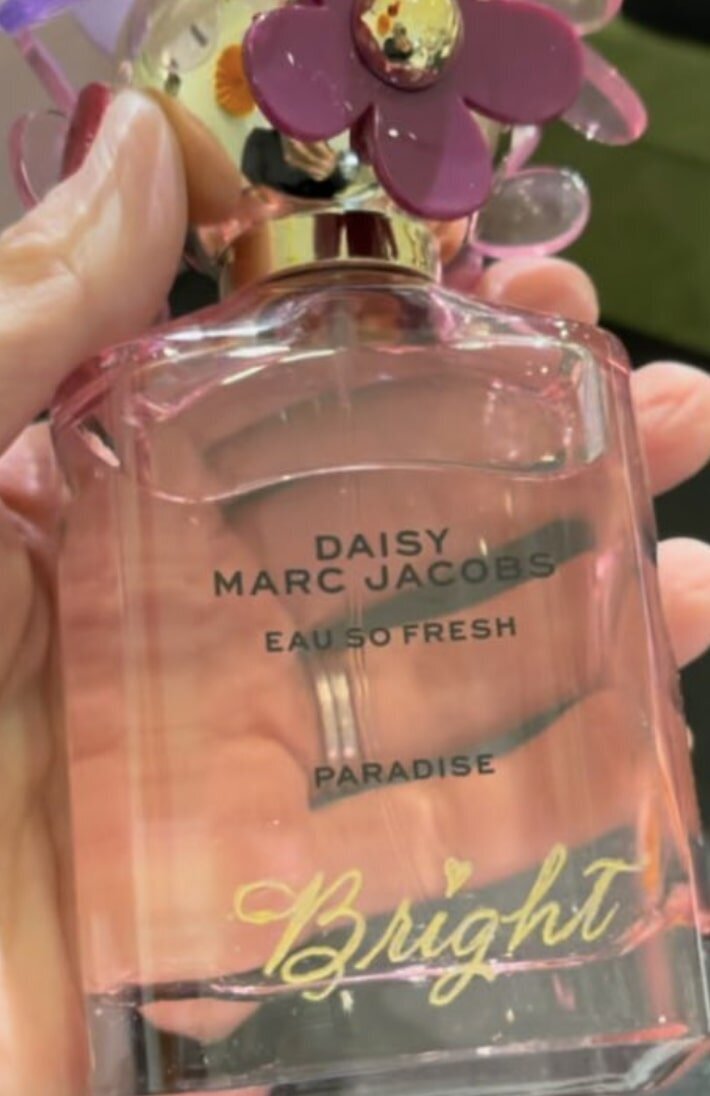 DAISY
MARC JACOBS
EAU SO FRESH
PARADISE
Bright